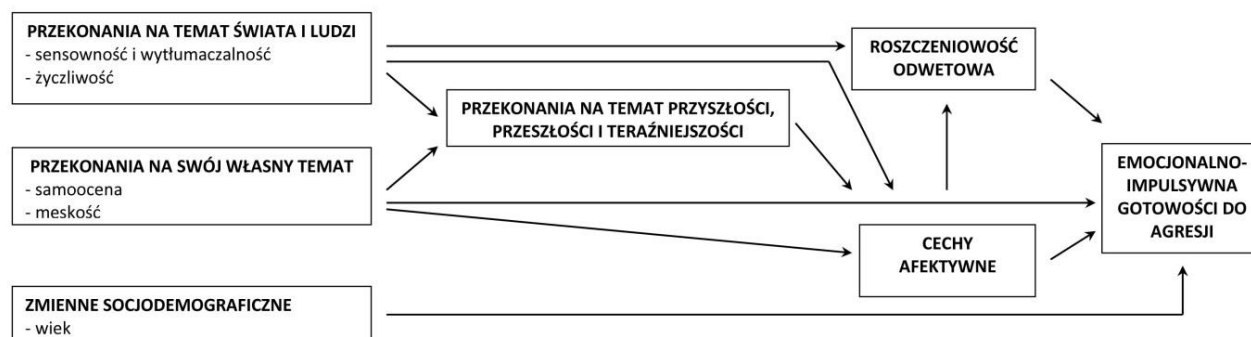 PRZEKONANIA NA TEMAT ŚWIATA I LUDZI
- sensowność i wytłumaczalność
- życzliwość
PRZEKONANIA NA SWÓJ WŁASNY TEMAT
- samoocena
- meskość
ZMIENNE SOCJODEMOGRAFICZNE
- wiek
PRZEKONANIA NA TEMAT PRZYSZŁOŚCI,
PRZESZŁOŚCI I TERAŹNIEJSZOŚCI
ROSZCZENIOWOŚĆ
ODWETOWA
CECHY
AFEKTYWNE
EMOCJONALNO-
IMPULSYWNA
GOTOWOŚCI DO
AGRESJI